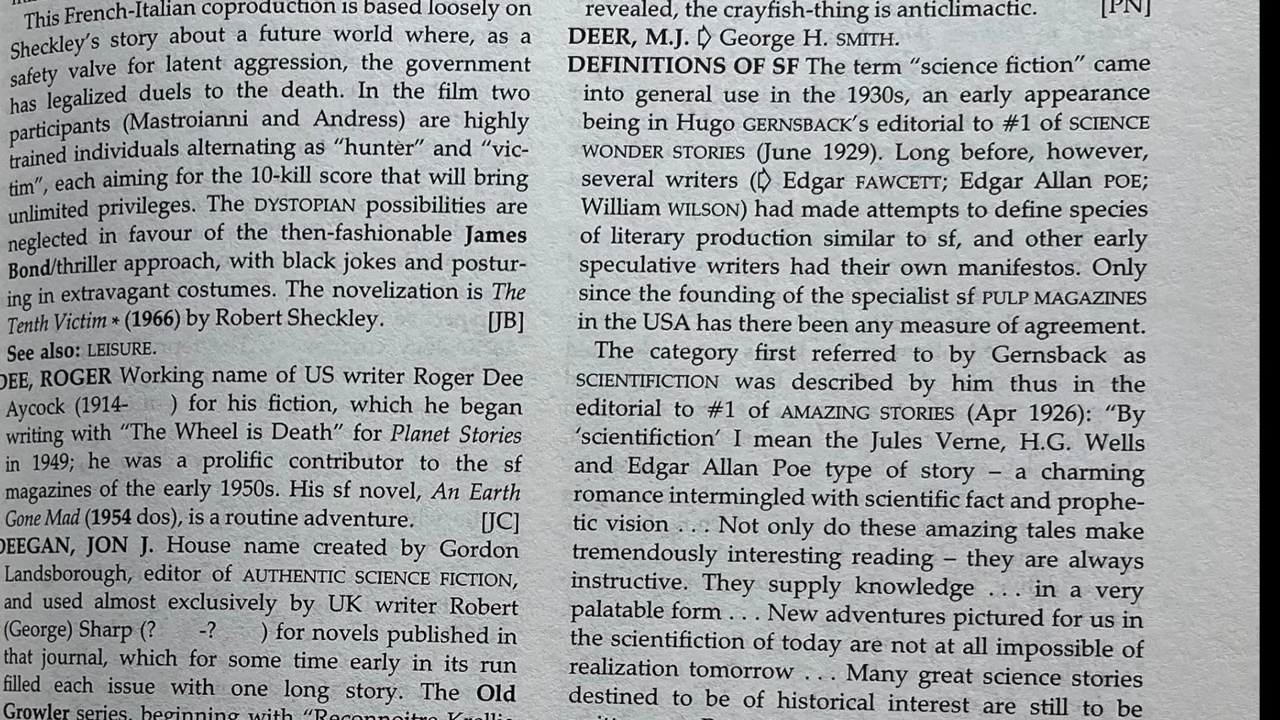 This French-Italian coproduction is based loosely on
Sheckley's story about a future world where, as a
safety valve for latent aggression, the government
has legalized duels to the death. In the film two
participants (Mastroianni and Andress) are highly
trained individuals alternating as "hunter" and "vic-
tim", each aiming for the 10-kill score that will bring
unlimited privileges. The DYSTOPIAN possibilities are
neglected in favour of the then-fashionable James
Bond/thriller approach, with black jokes and postur-
ing in extravagant costumes. The novelization is The
Tenth Victim * (1966) by Robert Sheckley. [JB]
See also: LEISURE.
DEE, ROGER Working name of US writer Roger Dee
Aycock (1914- ) for his fiction, which he began
writing with "The Wheel is Death" for Planet Stories
in 1949; he was a prolific contributor to the sf
magazines of the early 1950s. His sf novel, An Earth
Gone Mad (1954 dos), is a routine adventure. [JC]
DEEGAN, JON J. House name created by Gordon
Landsborough, editor of AUTHENTIC SCIENCE FICTION,
and used almost exclusively by UK writer Robert
(George) Sharp (? -? ) for novels published in
that journal, which for some time early in its run
filled each issue with one long story. The Old
Growler series, beginning with "Reconnoitre
revealed, the crayfish-thing is anticlimactic. [PN]
DEER, M.J. ⇨ George H. SMITH.
DEFINITIONS OF SF The term "science fiction" came
into general use in the 1930s, an early appearance
being in Hugo GERNSBACK's editorial to #1 of SCIENCE
WONDER STORIES (June 1929). Long before, however,
several writers (⇨ Edgar FAWCETT; Edgar Allan POE;
William WILSON) had made attempts to define species
of literary production similar to sf, and other early
speculative writers had their own manifestos. Only
since the founding of the specialist sf PULP MAGAZINES
in the USA has there been any measure of agreement.
The category first referred to by Gernsback as
SCIENTIFICTION was described by him thus in the
editorial to #1 of AMAZING STORIES (Apr 1926): "By
'scientifiction' I mean the Jules Verne, H.G. Wells
and Edgar Allan Poe type of story – a charming
romance intermingled with scientific fact and prophe-
tic vision . . . Not only do these amazing tales make
tremendously interesting reading – they are always
instructive. They supply knowledge . . . in a very
palatable form . . . New adventures pictured for us in
the scientifiction of today are not at all impossible of
realization tomorrow . . . Many great science stories
destined to be of historical interest are still to be